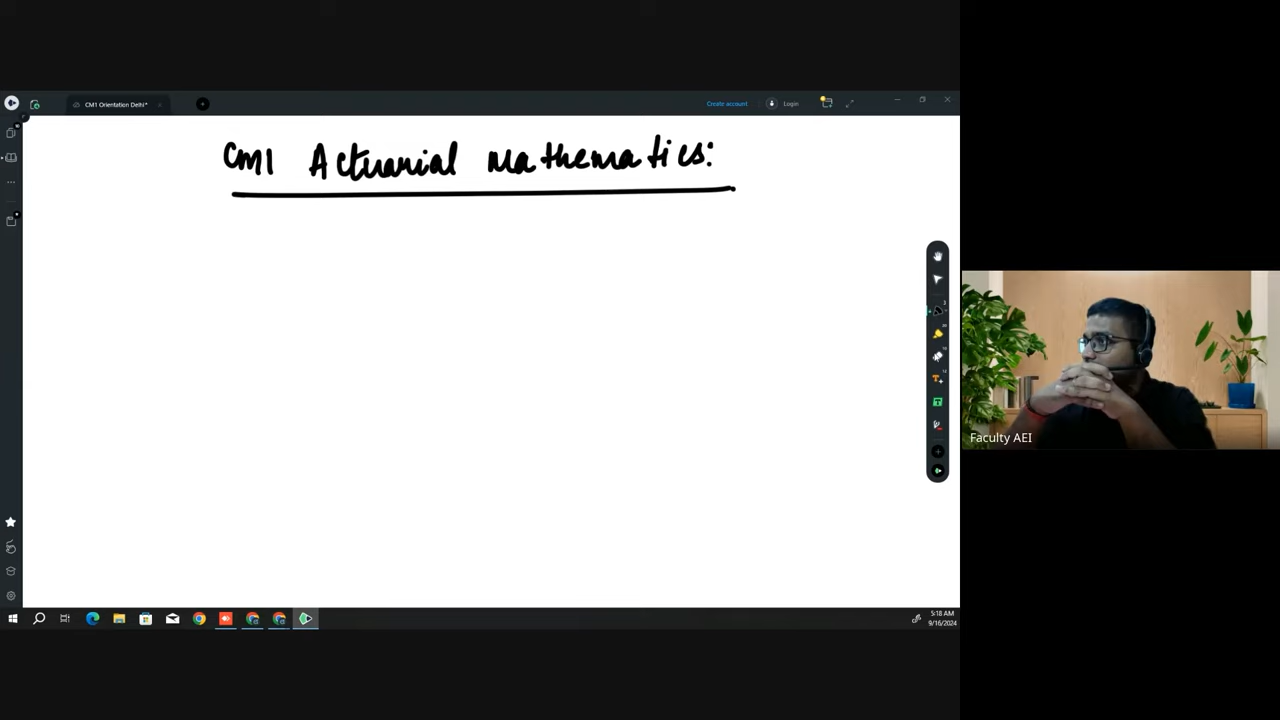 CM1 Orientation Delhi*
Create account
Login
CM1 Actuarial Mathematics:
Faculty AEI
5:18 AM
9/16/2024